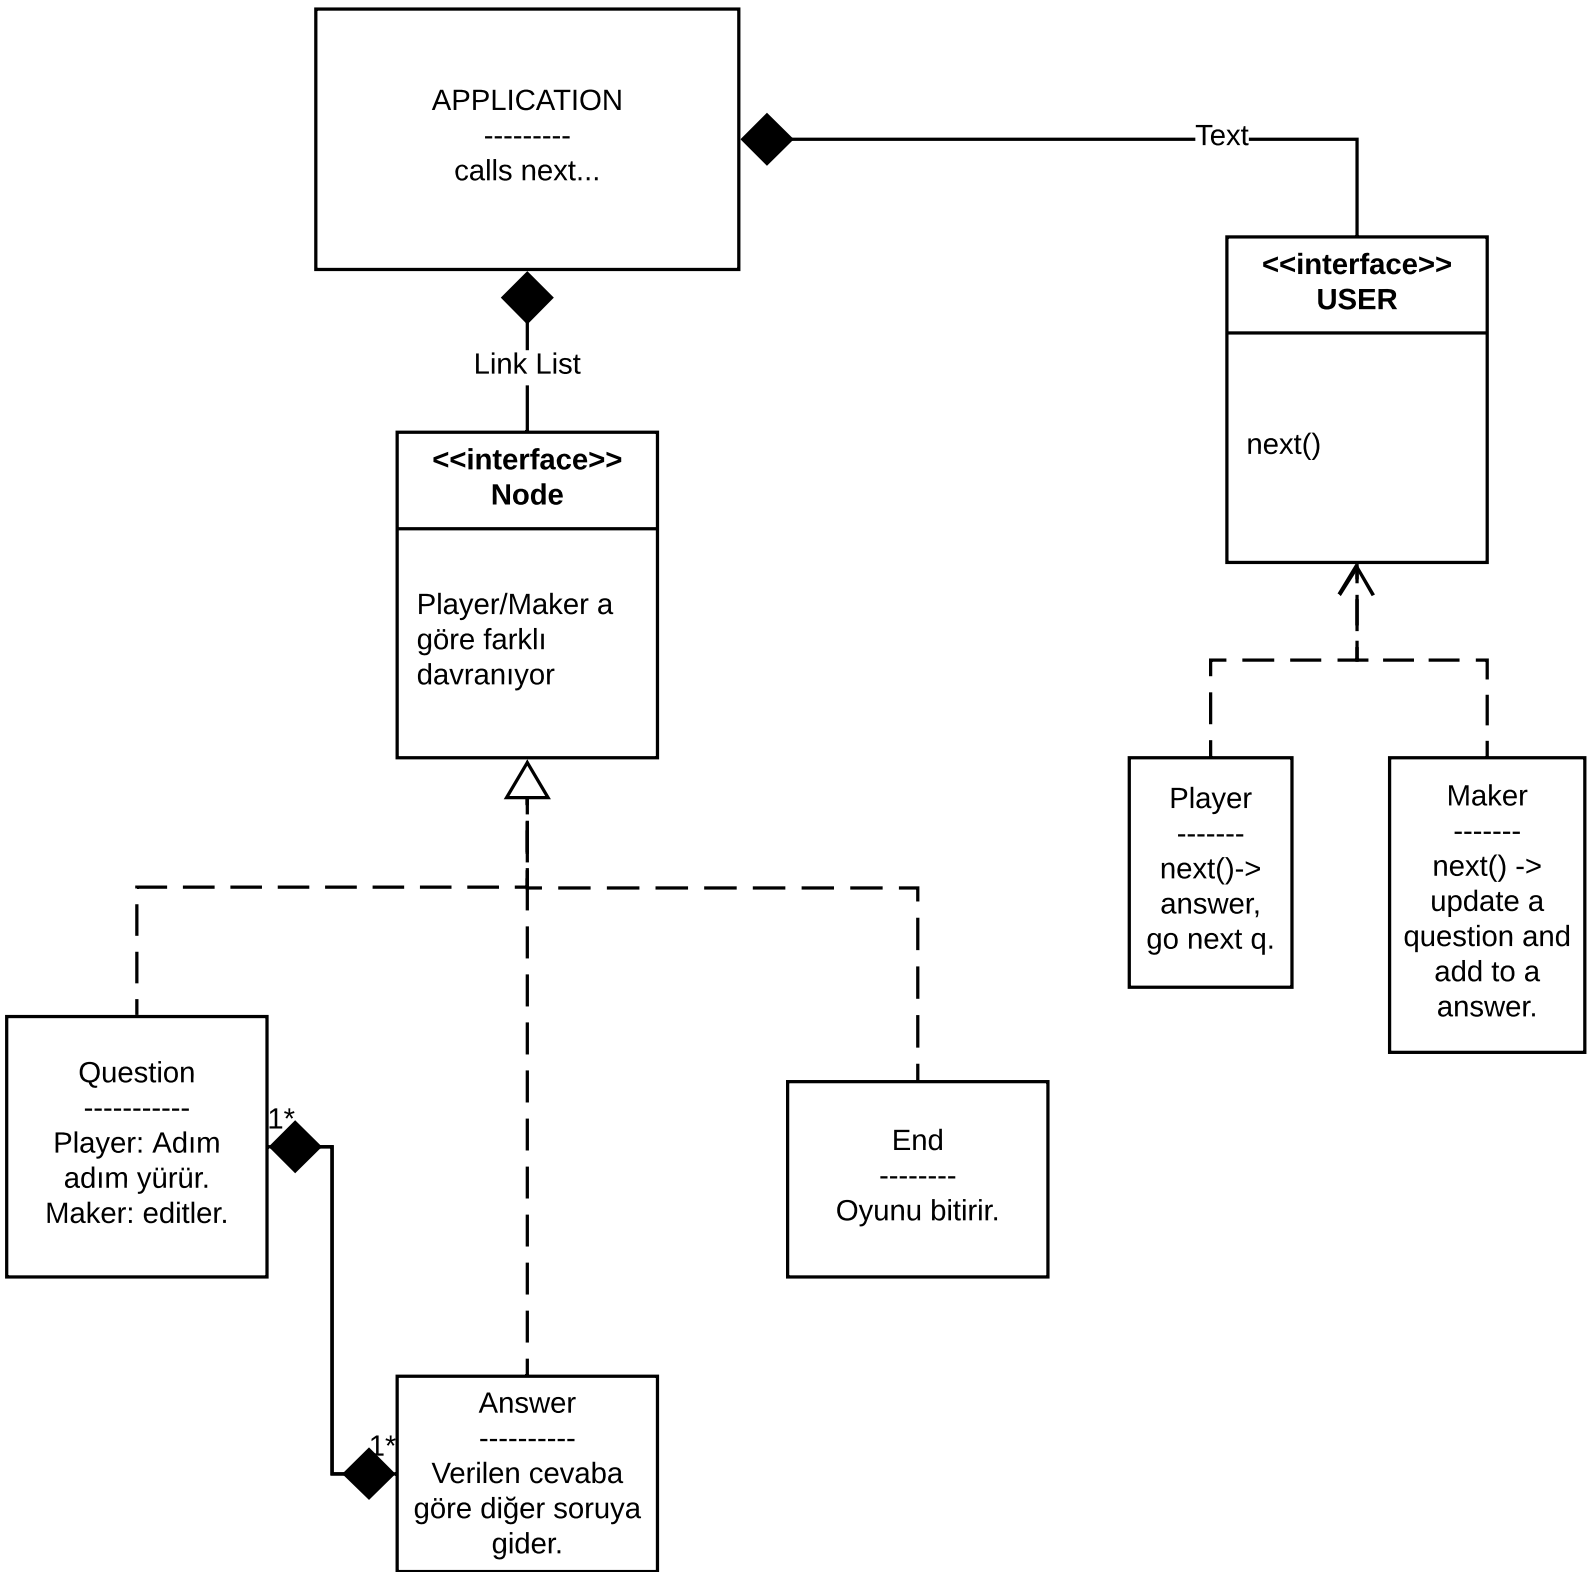 APPLICATION
---------
calls next...
Text
<<interface>>
USER
next()
Link List
<<interface>>
Node
Player/Maker a
göre farklı
davranıyor
Player
-------
next()->
answer,
go next q.
Maker
-------
next() ->
update a
question and
add to a
answer.
Question
-----------
Player: Adım
adım yürür.
Maker: editler.
1*
End
--------
Oyunu bitirir.
1*
Answer
----------
Verilen cevaba
göre diğer soruya
gider.